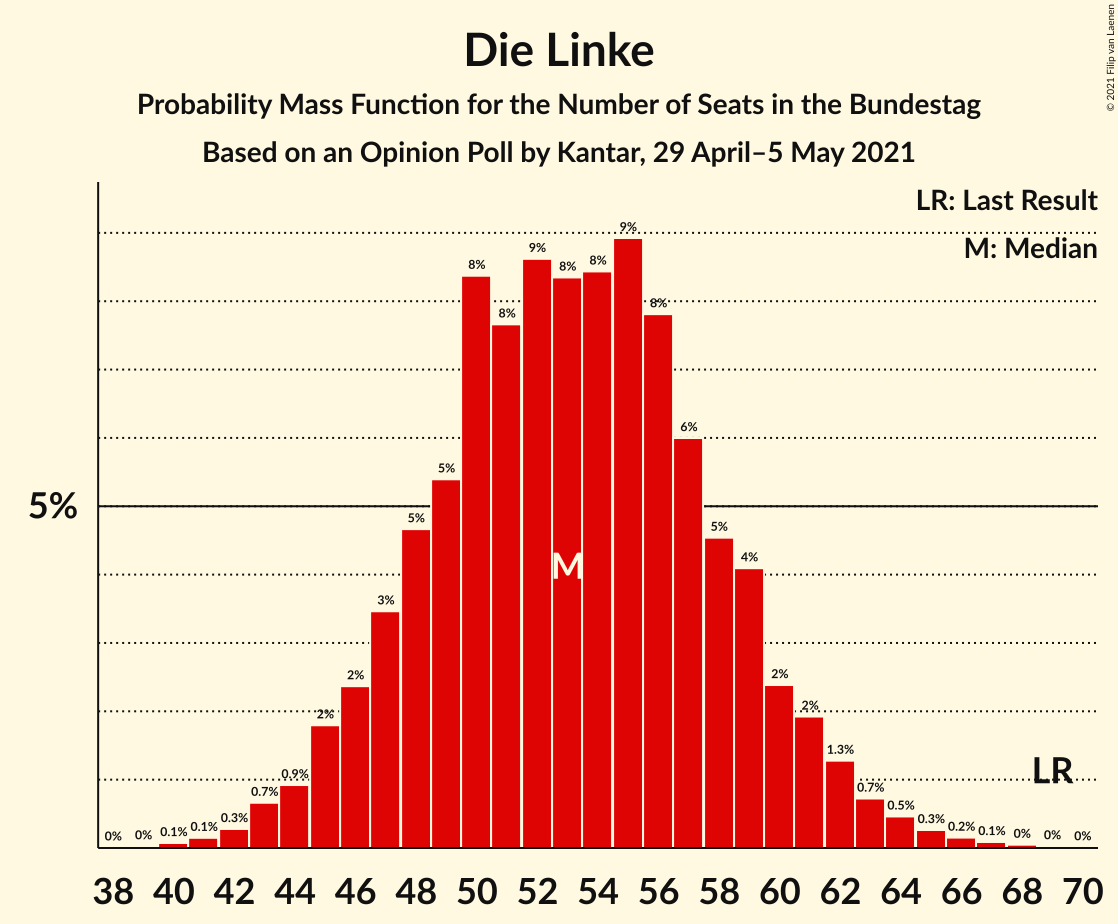 Die Linke
Probability Mass Function for the Number of Seats in the Bundestag
Based on an Opinion Poll by Kantar, 29 April–5 May 2021
© 2021 Filip van Laenen
LR: Last Result
M: Median
5%
0% 0% 0.1% 0.1% 0.3% 0.7% 0.9% 2% 2% 3% 5% 5% 8% 8% 9% 8% 8% 9% 8% 6% 5% 4% 2% 2% 1.3% 0.7% 0.5% 0.3% 0.2% 0.1% 0% 0% 0%
M
LR
38 40 42 44 46 48 50 52 54 56 58 60 62 64 66 68 70